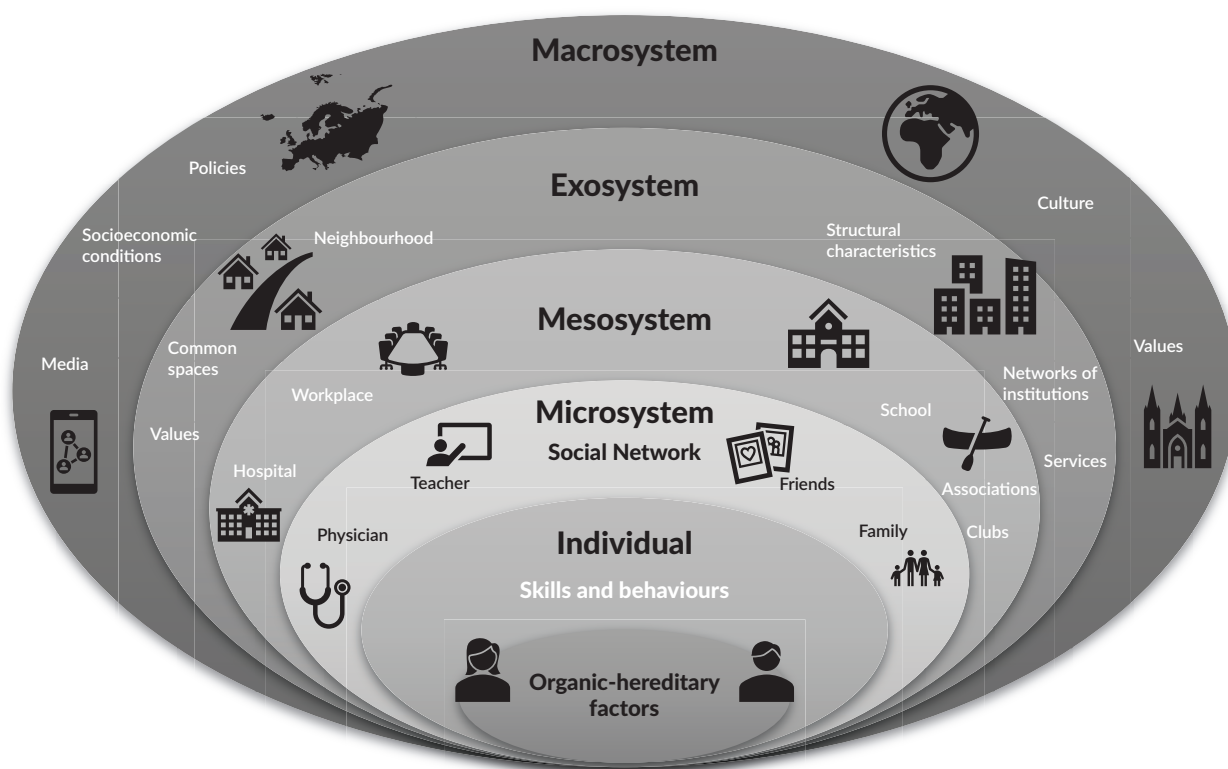 Macrosystem
Policies
Culture
Exosystem
Socioeconomic
conditions
Neighbourhood
Structural
characteristics
Mesosystem
Media
Common
spaces
Values
Networks of
institutions
Workplace
School
Microsystem
Social Network
Values
Hospital
Services
Teacher
Friends
Associations
Physician
Family
Clubs
Individual
Skills and behaviours
Organic-hereditary
factors